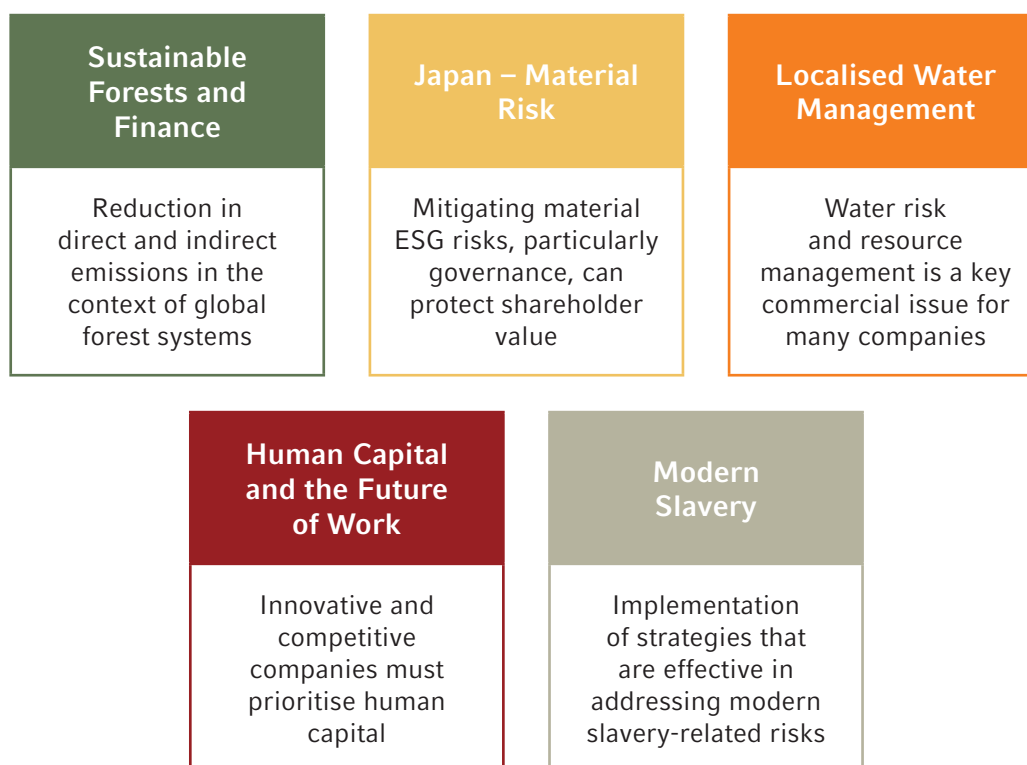 Sustainable
Forests and
Finance
Reduction in
direct and indirect
emissions in the
context of global
forest systems
Japan – Material
Risk
Mitigating material
ESG risks, particularly
governance, can
protect shareholder
value
Localised Water
Management
Water risk
and resource
management is a key
commercial issue for
many companies
Human Capital
and the Future
of Work
Innovative and
competitive
companies must
prioritise human
capital
Modern
Slavery
Implementation
of strategies that
are effective in
addressing modern
slavery-related risks